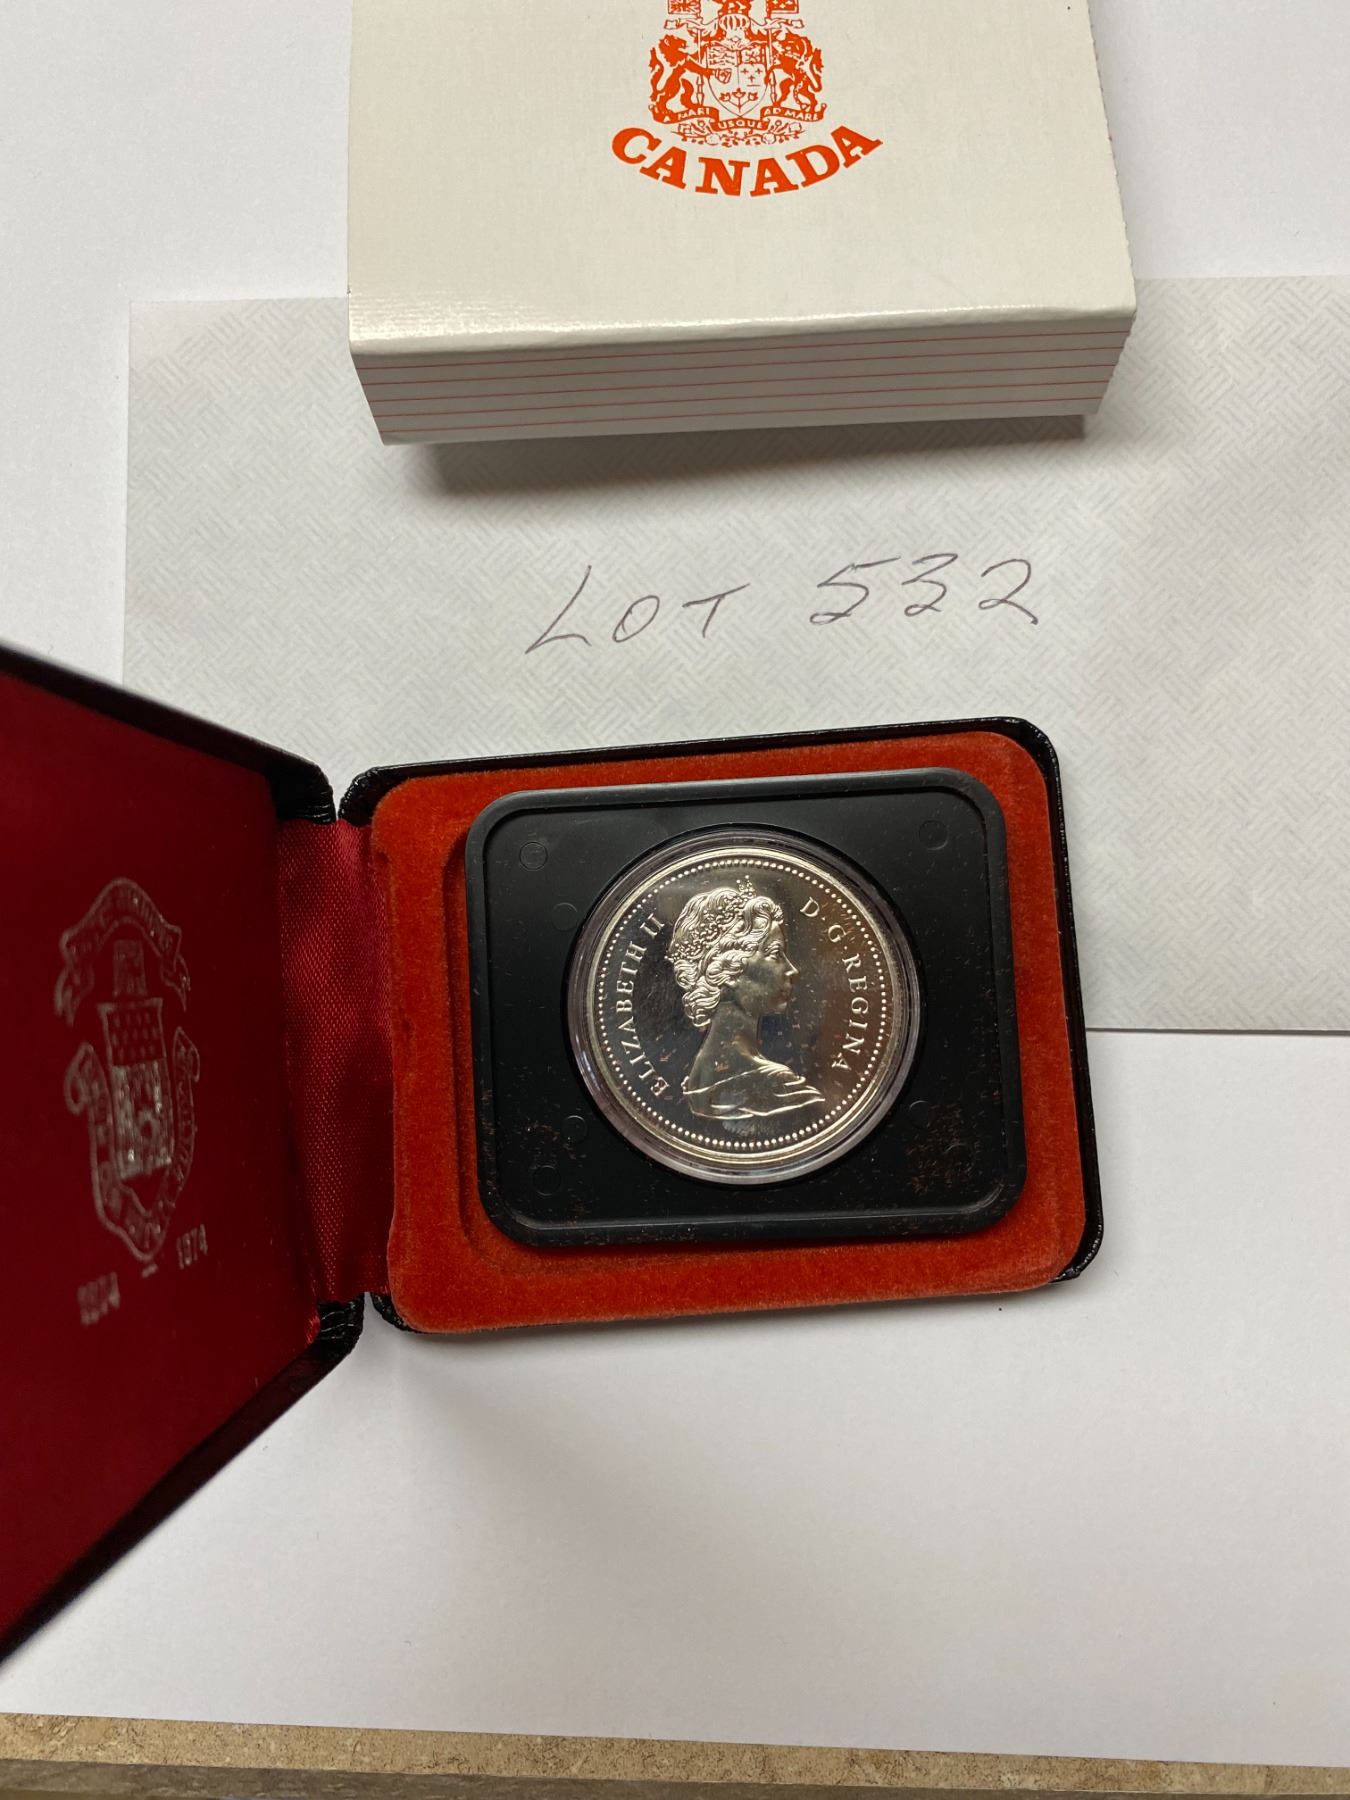 A MARI USQUE AD MARE
CANADA
LOT 532
ELIZABETH II D·G·REGINA
1874 – 1974